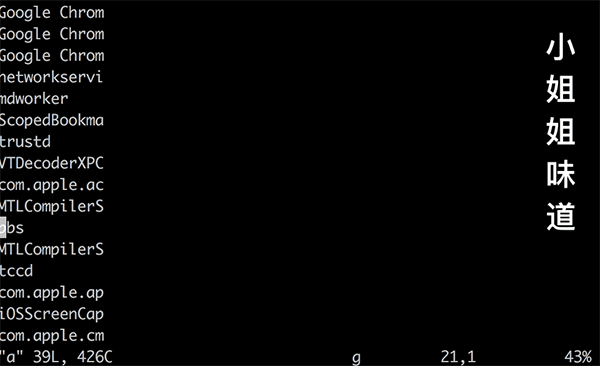 Google Chrom
Google Chrom
Google Chrom
networkservi
mdworker
ScopedBookma
trustd
VTDecoderXPC
com.apple.ac
MTLCompilerS
pbs
MTLCompilerS
tccd
com.apple.ap
iOSScreenCap
com.apple.cm
"a" 39L, 426C g 21,1 43%
小姐姐味道